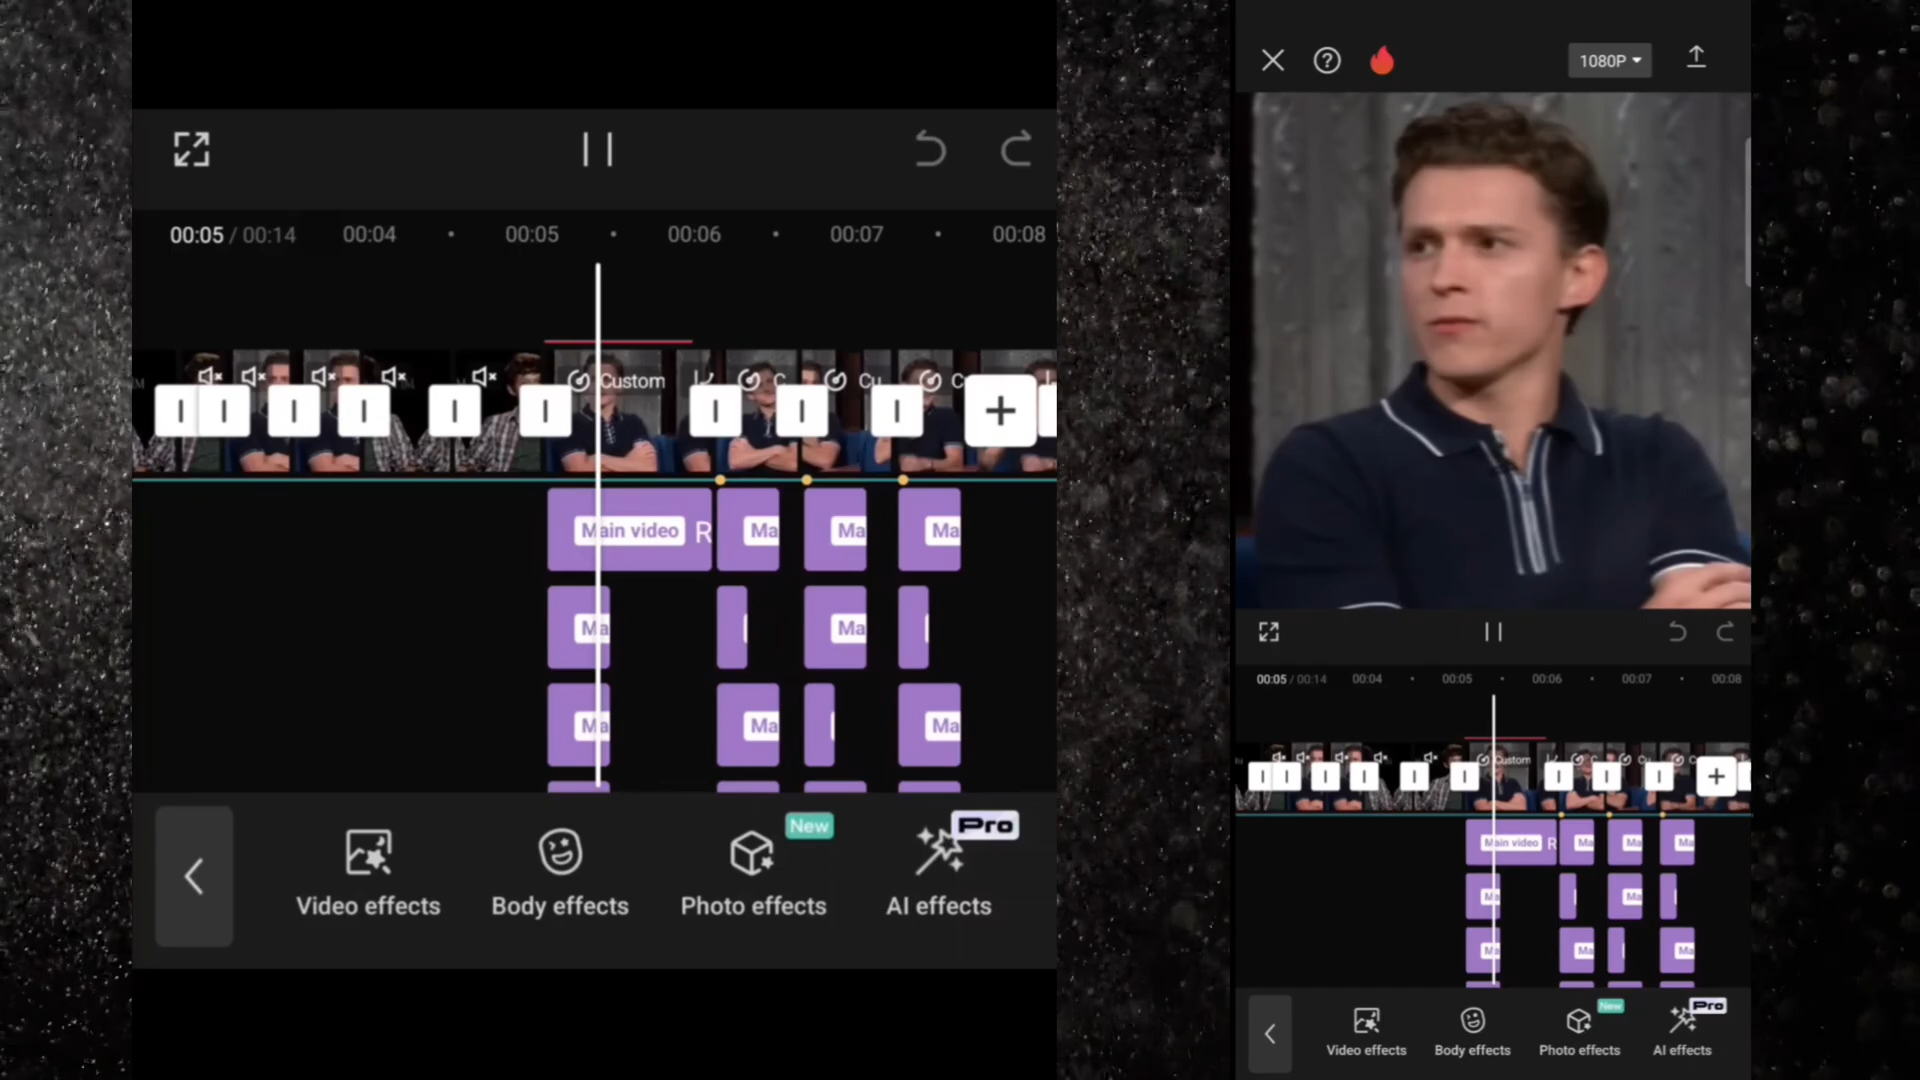 00:05 / 00:14 00:04 00:05 00:06 00:07 00:08
Custom C Cu C
Main video R Ma Ma Ma
Ma Ma
Ma Ma Ma
New Pro
Video effects Body effects Photo effects AI effects
1080P
00:05 / 00:14 00:04 00:05 00:06 00:07 00:08
Custom C Cu C
Main video R Ma Ma Ma
Ma Ma
Ma Ma Ma
New Pro
Video effects Body effects Photo effects AI effects